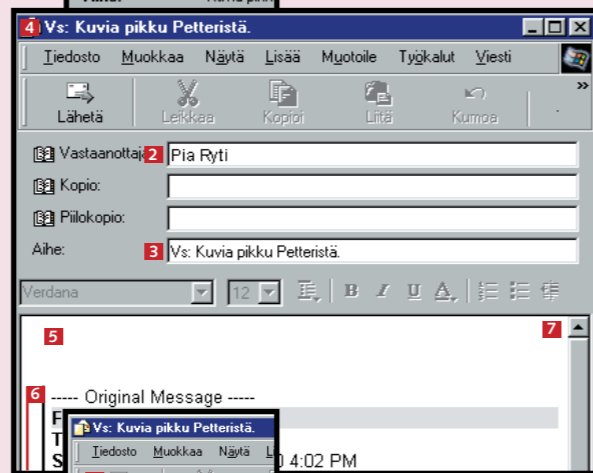 4 Vs: Kuvia pikku Petteristä.
Tiedosto Muokkaa Näytä Lisää Muotoile Työkalut Viesti
Lähetä Leikkaa Kopioi Liitä Kumoa »
Vastaanottaja 2 Pia Ryti
Kopio:
Piilokopio:
Aihe: 3 Vs: Kuvia pikku Petteristä.
Verdana 12 B I U A
5 7
6 ----- Original Message -----
F
T
S 4:02 PM
Vs: Kuvia pikku Petteristä.
Tiedosto Muokkaa Näytä